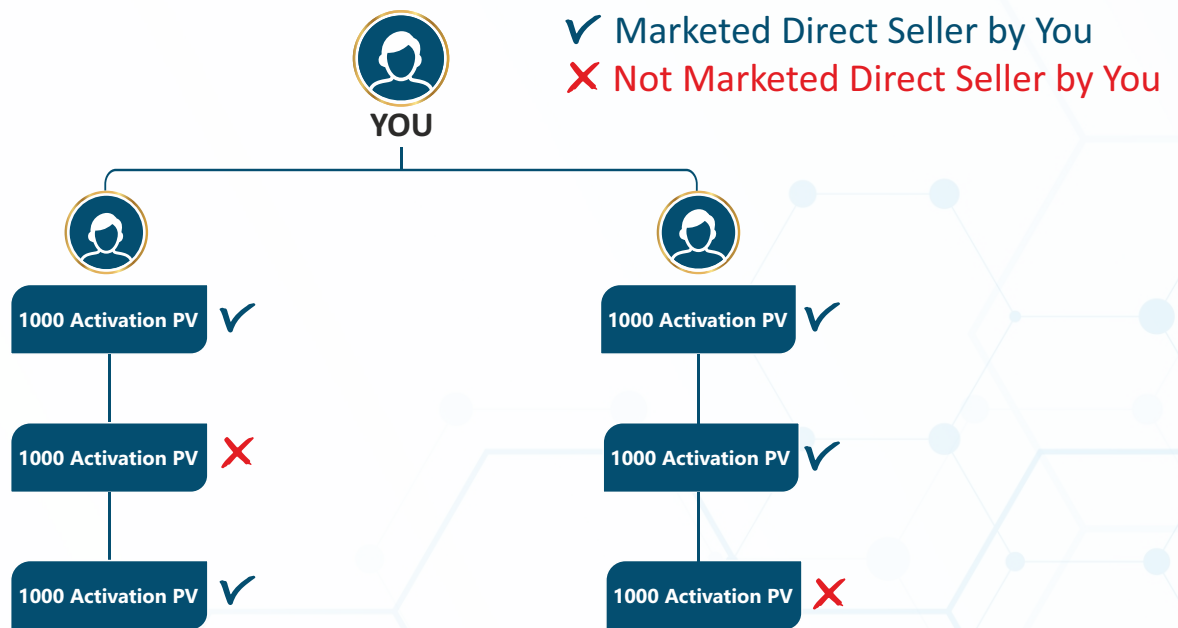 Marketed Direct Seller by You
Not Marketed Direct Seller by You
YOU
1000 Activation PV
1000 Activation PV
1000 Activation PV
1000 Activation PV
1000 Activation PV
1000 Activation PV